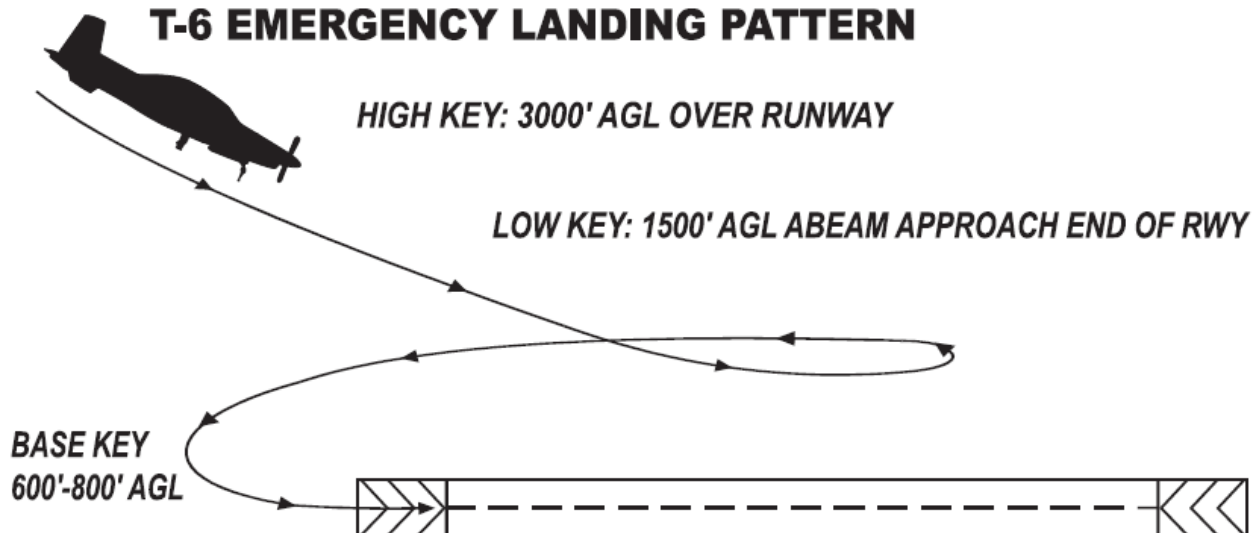 T-6 EMERGENCY LANDING PATTERN
HIGH KEY: 3000' AGL OVER RUNWAY
LOW KEY: 1500' AGL ABEAM APPROACH END OF RWY
BASE KEY
600'-800' AGL